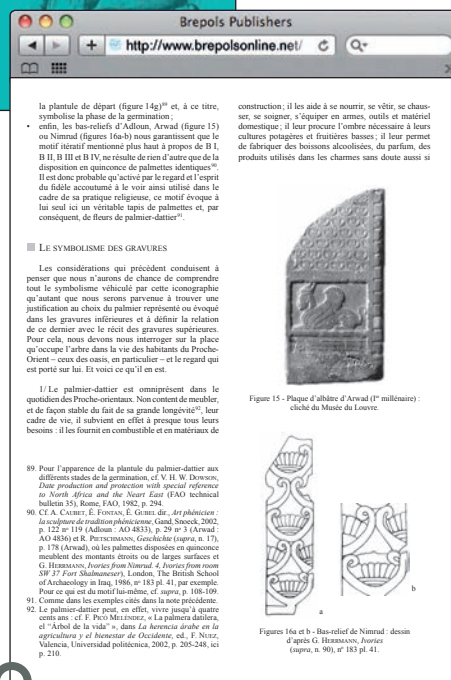 Brepols Publishers
http://www.brepolsonline.net/
la plantule de départ (figure 14g)⁸⁹ et, à ce titre,
symbolise la phase de la germination ;
• enfin, les bas-reliefs d'Adloun, Arwad (figure 15)
ou Nimrud (figures 16a-b) nous garantissent que le
motif itératif mentionné plus haut à propos de B I,
B II, B III et B IV, ne résulte de rien d'autre que de la
disposition en quinconce de palmettes identiques⁹⁰.
Il est donc probable qu'activé par le regard et l'esprit
du fidèle accoutumé à le voir ainsi utilisé dans le
cadre de sa pratique religieuse, ce motif évoque à
lui seul ici un véritable tapis de palmettes et, par
conséquent, de fleurs de palmier-dattier⁹¹.
LE SYMBOLISME DES GRAVURES
Les considérations qui précèdent conduisent à
penser que nous n'aurons de chance de comprendre
tout le symbolisme véhiculé par cette iconographie
qu'autant que nous serons parvenue à trouver une
justification au choix du palmier représenté ou évoqué
dans les gravures inférieures et à définir la relation
de ce dernier avec le récit des gravures supérieures.
Pour cela, nous devons nous interroger sur la place
qu'occupe l'arbre dans la vie des habitants du Proche-
Orient – ceux des oasis, en particulier – et le regard qui
est porté sur lui. Et voici ce qu'il en est.
1/ Le palmier-dattier est omniprésent dans le
quotidien des Proche-orientaux. Non content de meubler,
et de façon stable du fait de sa grande longévité⁹², leur
cadre de vie, il subvient en effet à presque tous leurs
besoins : il les fournit en combustible et en matériaux de
89. Pour l'apparence de la plantule du palmier-dattier aux
différents stades de la germination, cf. V. H. W. DOWSON,
Date production and protection with special reference
to North Africa and the Neart East (FAO technical
bulletin 35), Rome, FAO, 1982, p. 294.
90. Cf. A. CAUBET, É. FONTAN, É. GUBEL dir., Art phénicien :
la sculpture de tradition phénicienne, Gand, Snoeck, 2002,
p. 122 nº 119 (Adloun : AO 4833), p. 29 nº 3 (Arwad :
AO 4836) et R. PIETSCHMANN, Geschichte (supra, n. 17),
p. 178 (Arwad), où les palmettes disposées en quinconce
meublent des montants étroits ou de larges surfaces et
G. HERRMANN, Ivories from Nimrud. 4, Ivories from room
SW 37 Fort Shalmaneser), London, The British School
of Archaeology in Iraq, 1986, nº 183 pl. 41, par exemple.
Pour ce qui est du motif lui-même, cf. supra, p. 108-109.
91. Comme dans les exemples cités dans la note précédente.
92. Le palmier-dattier peut, en effet, vivre jusqu'à quatre
cents ans : cf. F. PICÓ MELÉNDEZ, « La palmera datilera,
el "Árbol de la vida" », dans La herencia árabe en la
agricultura y el bienestar de Occidente, ed., F. NUEZ,
Valencia, Universidad politécnica, 2002, p. 205-248, ici
p. 210.
construction ; il les aide à se nourrir, se vêtir, se chaus-
ser, se soigner, s'équiper en armes, outils et matériel
domestique ; il leur procure l'ombre nécessaire à leurs
cultures potagères et fruitières basses ; il leur permet
de fabriquer des boissons alcoolisées, du parfum, des
produits utilisés dans les charmes sans doute aussi si
Figure 15 - Plaque d'albâtre d'Arwad (Iᵉʳ millénaire) :
cliché du Musée du Louvre.
a
b
Figures 16a et b - Bas-relief de Nimrud : dessin
d'après G. HERRMANN, Ivories
(supra, n. 90), nº 183 pl. 41.